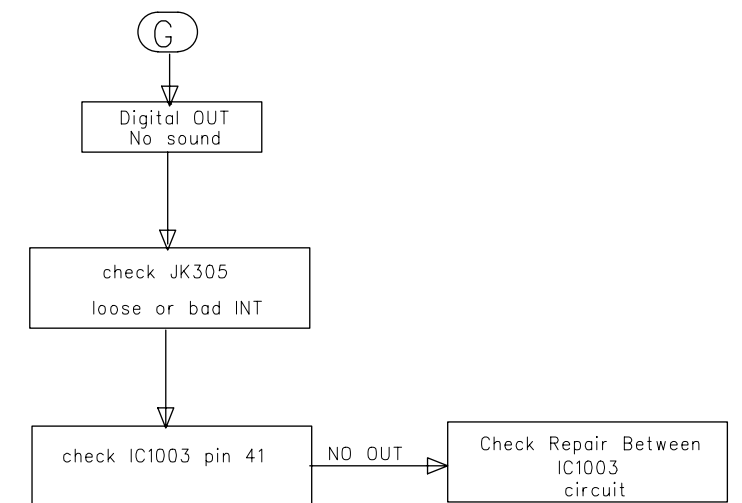 G
Digital OUT
No sound
check JK305
loose or bad INT
check IC1003 pin 41
NO OUT
Check Repair Between
IC1003
circuit